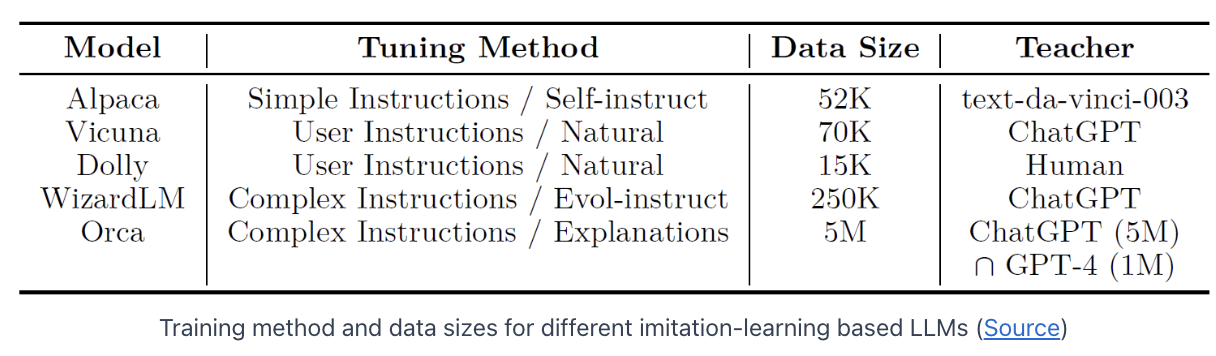 Model Tuning Method Data Size Teacher
Alpaca Simple Instructions / Self-instruct 52K text-da-vinci-003
Vicuna User Instructions / Natural 70K ChatGPT
Dolly User Instructions / Natural 15K Human
WizardLM Complex Instructions / Evol-instruct 250K ChatGPT
Orca Complex Instructions / Explanations 5M ChatGPT (5M)
∩ GPT-4 (1M)
Training method and data sizes for different imitation-learning based LLMs (Source)